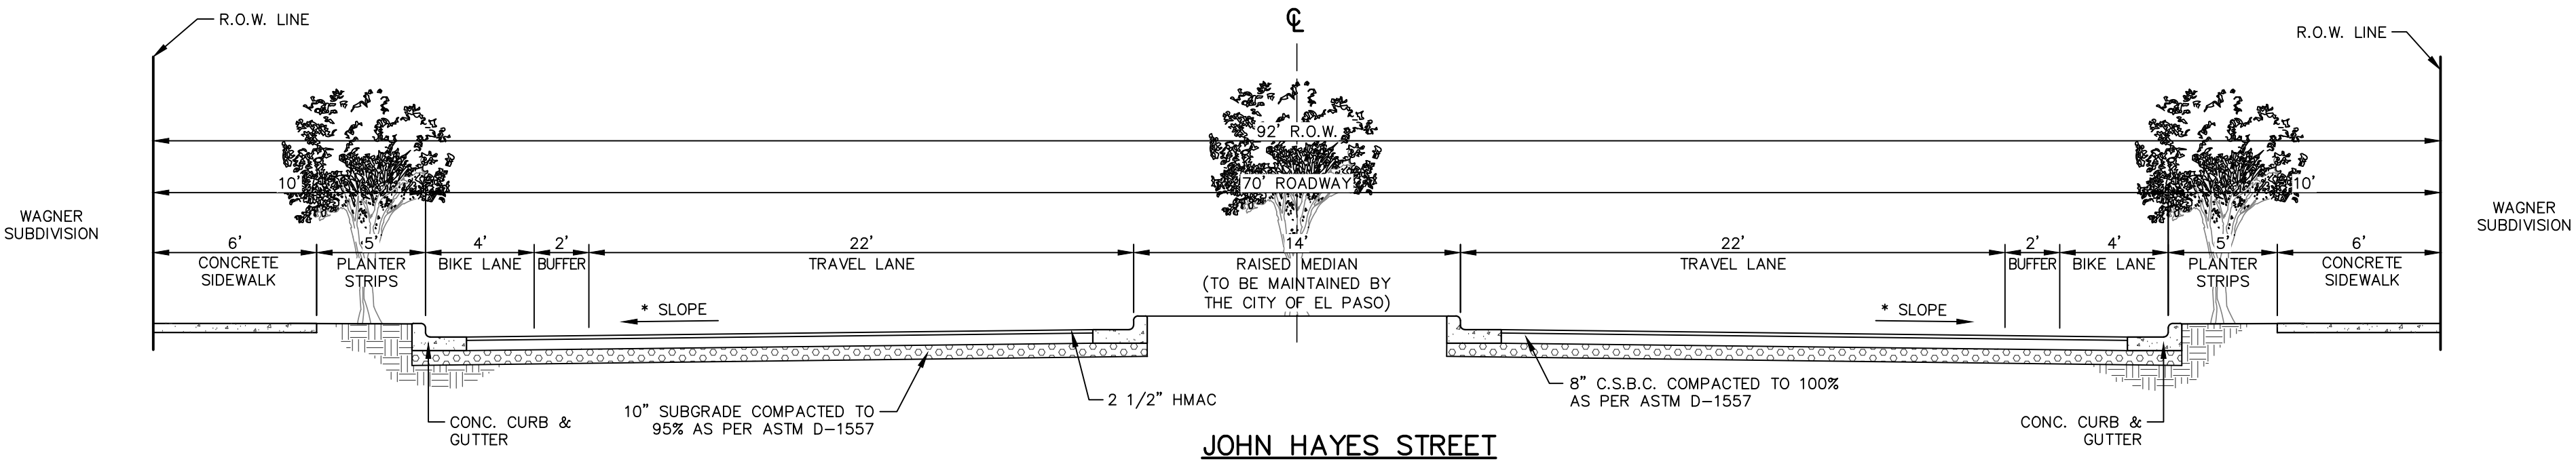 R.O.W. LINE
℄
R.O.W. LINE
92' R.O.W.
10'
70' ROADWAY
10'
WAGNER
SUBDIVISION
WAGNER
SUBDIVISION
6'
5'
4'
2'
22'
14'
22'
2'
4'
5'
6'
CONCRETE
SIDEWALK
PLANTER
STRIPS
BIKE LANE
BUFFER
TRAVEL LANE
RAISED MEDIAN
(TO BE MAINTAINED BY
THE CITY OF EL PASO)
TRAVEL LANE
BUFFER
BIKE LANE
PLANTER
STRIPS
CONCRETE
SIDEWALK
* SLOPE
* SLOPE
CONC. CURB &
GUTTER
10" SUBGRADE COMPACTED TO
95% AS PER ASTM D-1557
2 1/2" HMAC
8" C.S.B.C. COMPACTED TO 100%
AS PER ASTM D-1557
CONC. CURB &
GUTTER
JOHN HAYES STREET